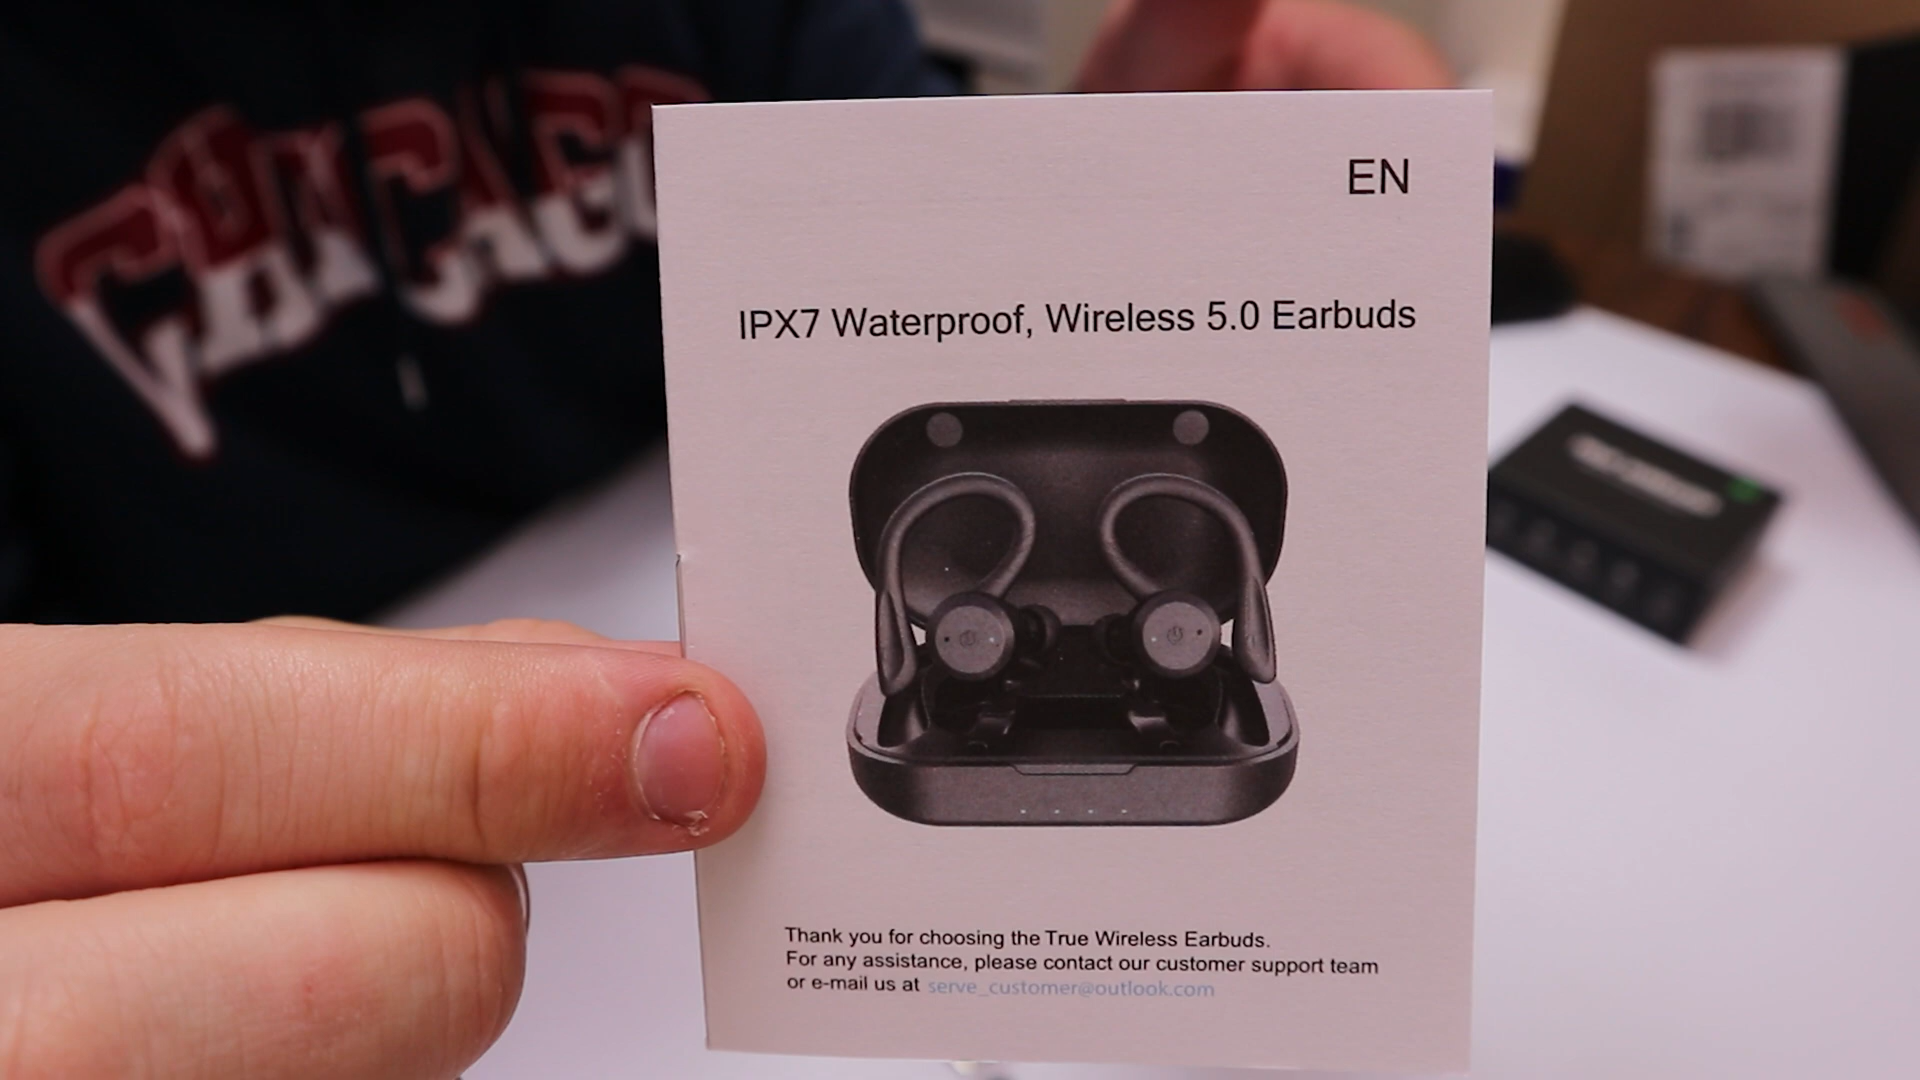 CHICAGO
EN
IPX7 Waterproof, Wireless 5.0 Earbuds
Thank you for choosing the True Wireless Earbuds.
For any assistance, please contact our customer support team
or e-mail us at serve_customer@outlook.com